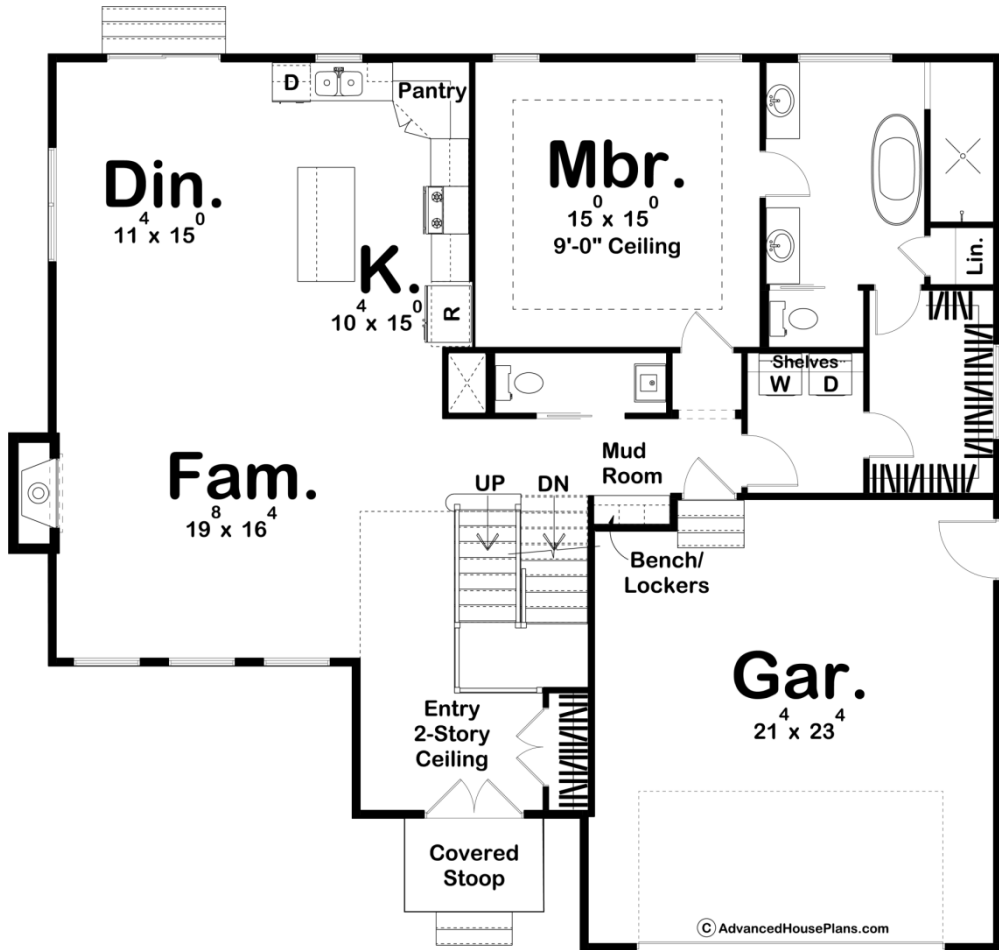 D
Pantry
Din.
11⁴ x 15⁰
K.
10⁴ x 15⁰
R
Mbr.
15⁰ x 15⁰
9'-0" Ceiling
Lin.
Shelves
W D
Fam.
19⁸ x 16⁴
UP DN
Mud
Room
Bench/
Lockers
Gar.
21⁴ x 23⁴
Entry
2-Story
Ceiling
Covered
Stoop
© AdvancedHousePlans.com